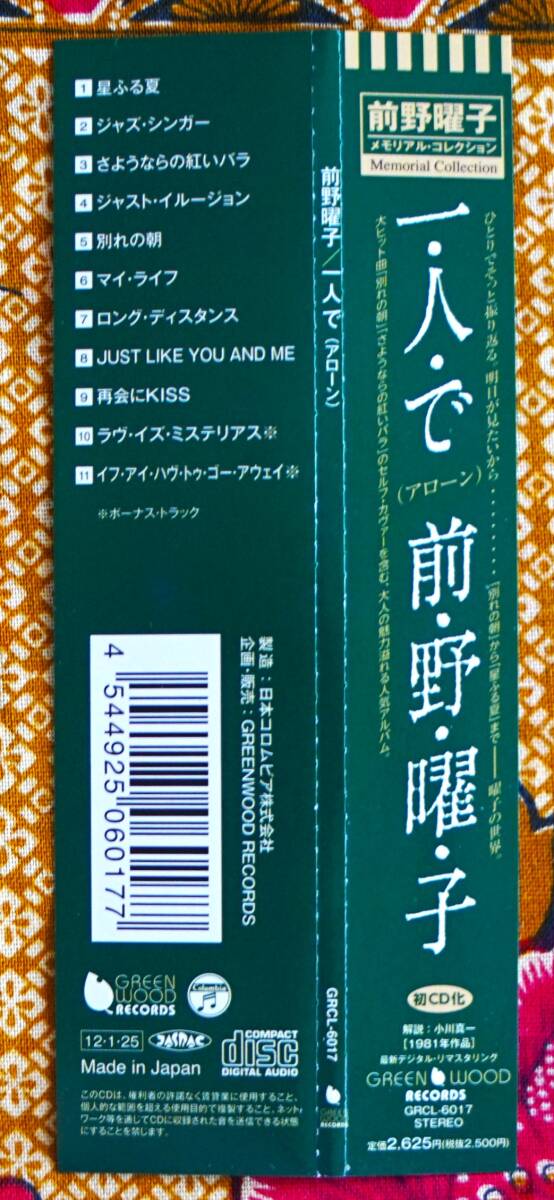 1 星ふる夏
2 ジャズ・シンガー
3 さようならの紅いバラ
4 ジャスト・イルージョン
5 別れの朝
6 マイ・ライフ
7 ロング・ディスタンス
8 JUST LIKE YOU AND ME
9 再会にKISS
10 ラヴ・イズ・ミステリアス※
11 イフ・アイ・ハヴ・トゥ・ゴー・アウェイ※
※ボーナス・トラック
製造：日本コロムビア株式会社
企画・販売：GREENWOOD RECORDS
4 544925 060177
GREEN
WOOD
RECORDS
Columbia
12・1・25
JASRAC
COMPACT
disc
DIGITAL AUDIO
Made in Japan
このCDは、権利者の許諾なく賃貸業に使用すること、
個人的な範囲を超える使用目的で複製すること、ネット
ワーク等を通じてCDに収録された音を送信できる状態
にすることを禁じます。
前野曜子／一人で（アローン）
GRCL-6017
GREEN
WOOD
RECORDS
前野曜子
メモリアル・コレクション
Memorial Collection
ひとりでそっと振り返る、明日が見たいから・・・・・・・・「別れの朝」から「星ふる夏」まで――曜子の世界。
一・人・で
（アローン）
前・野・曜・子
大ヒット曲「別れの朝」「さようならの紅いバラ」のセルフ・カヴァーを含む、大人の魅力溢れる人気アルバム。
初CD化
解説：小川真一
【1981年作品】
最新デジタル・リマスタリング
GREEN WOOD
RECORDS
GRCL-6017
STEREO
定価2,625円(税抜2,500円)